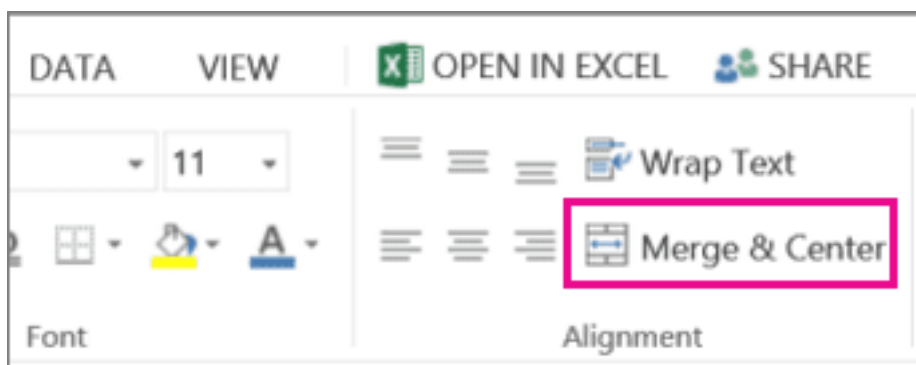 DATA VIEW OPEN IN EXCEL SHARE
11 Wrap Text
A Merge & Center
Font Alignment